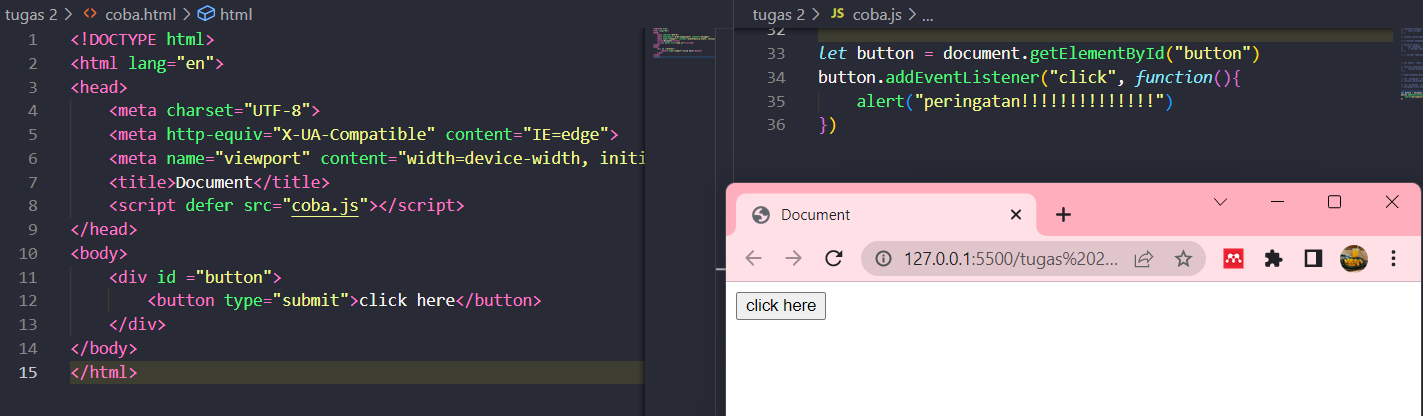 tugas 2 > coba.html > html
1 <!DOCTYPE html>
2 <html lang="en">
3 <head>
4 <meta charset="UTF-8">
5 <meta http-equiv="X-UA-Compatible" content="IE=edge">
6 <meta name="viewport" content="width=device-width, initi
7 <title>Document</title>
8 <script defer src="coba.js"></script>
9 </head>
10 <body>
11 <div id ="button">
12 <button type="submit">click here</button>
13 </div>
14 </body>
15 </html>
tugas 2 > JS coba.js > ...
32
33 let button = document.getElementById("button")
34 button.addEventListener("click", function(){
35 alert("peringatan!!!!!!!!!!!!!!")
36 })
Document
127.0.0.1:5500/tugas%202...
click here